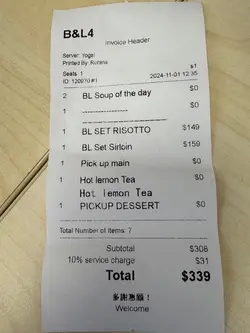 B&L4
Invoice Header
Server: Yogi
Printed By: Rohana
s1
Seats: 1
2024-11-01 12:35
ID: 120970 #1
2 BL Soup of the day $0
1 --------------- $0
1 BL SET RISOTTO $149
1 BL Set Sirloin $159
1 Pick up main $0
1 Hot lemon Tea $0
Hot lemon Tea
1 PICKUP DESSERT $0
Total Number of Items: 7
Subtotal $308
10% service charge $31
Total $339
多謝惠顧！
Welcome